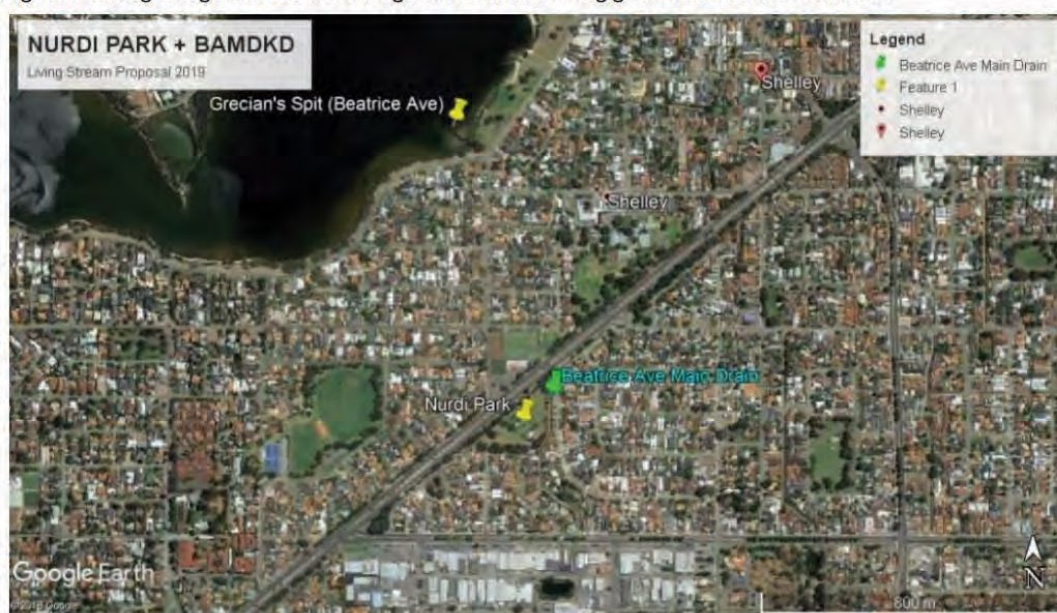 NURDI PARK + BAMDKD
Living Stream Proposal 2019
Legend
Beatrice Ave Main Drain
Feature 1
Shelley
Shelley
Shelley
Grecian's Spit (Beatrice Ave)
Shelley
Beatrice Ave Main Drain
Nurdi Park
Google Earth
N
800 m